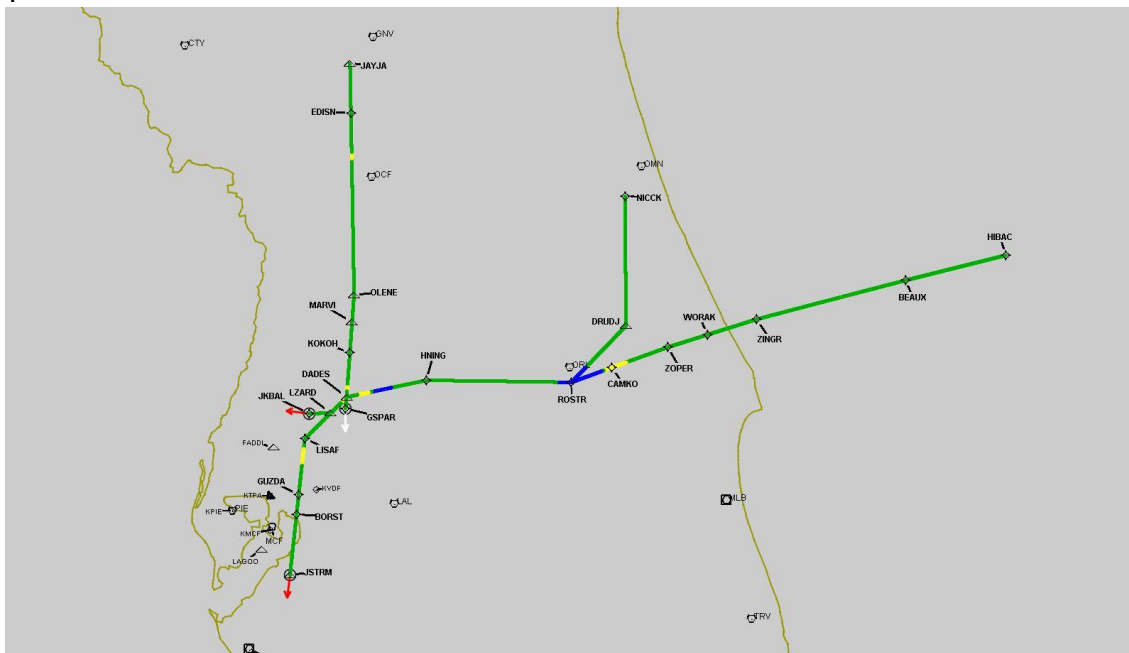 GNV
CTY
JAYJA
EDISN
OMN
OCF
NICCK
HIBAC
BEAUX
OLENE
MARVI
WORAK
DRUDJ
ZINGR
KOKOH
HNING
ZOPER
ORL
DADES
CAMKO
LZARD
JKBAL
ROSTR
GSPAR
FADDI
LISAF
GUZDA
KVDF
KTPA
MLB
LAL
PIE
KPIE
BORST
KMCF
MCF
LAGOO
JSTRM
TRV